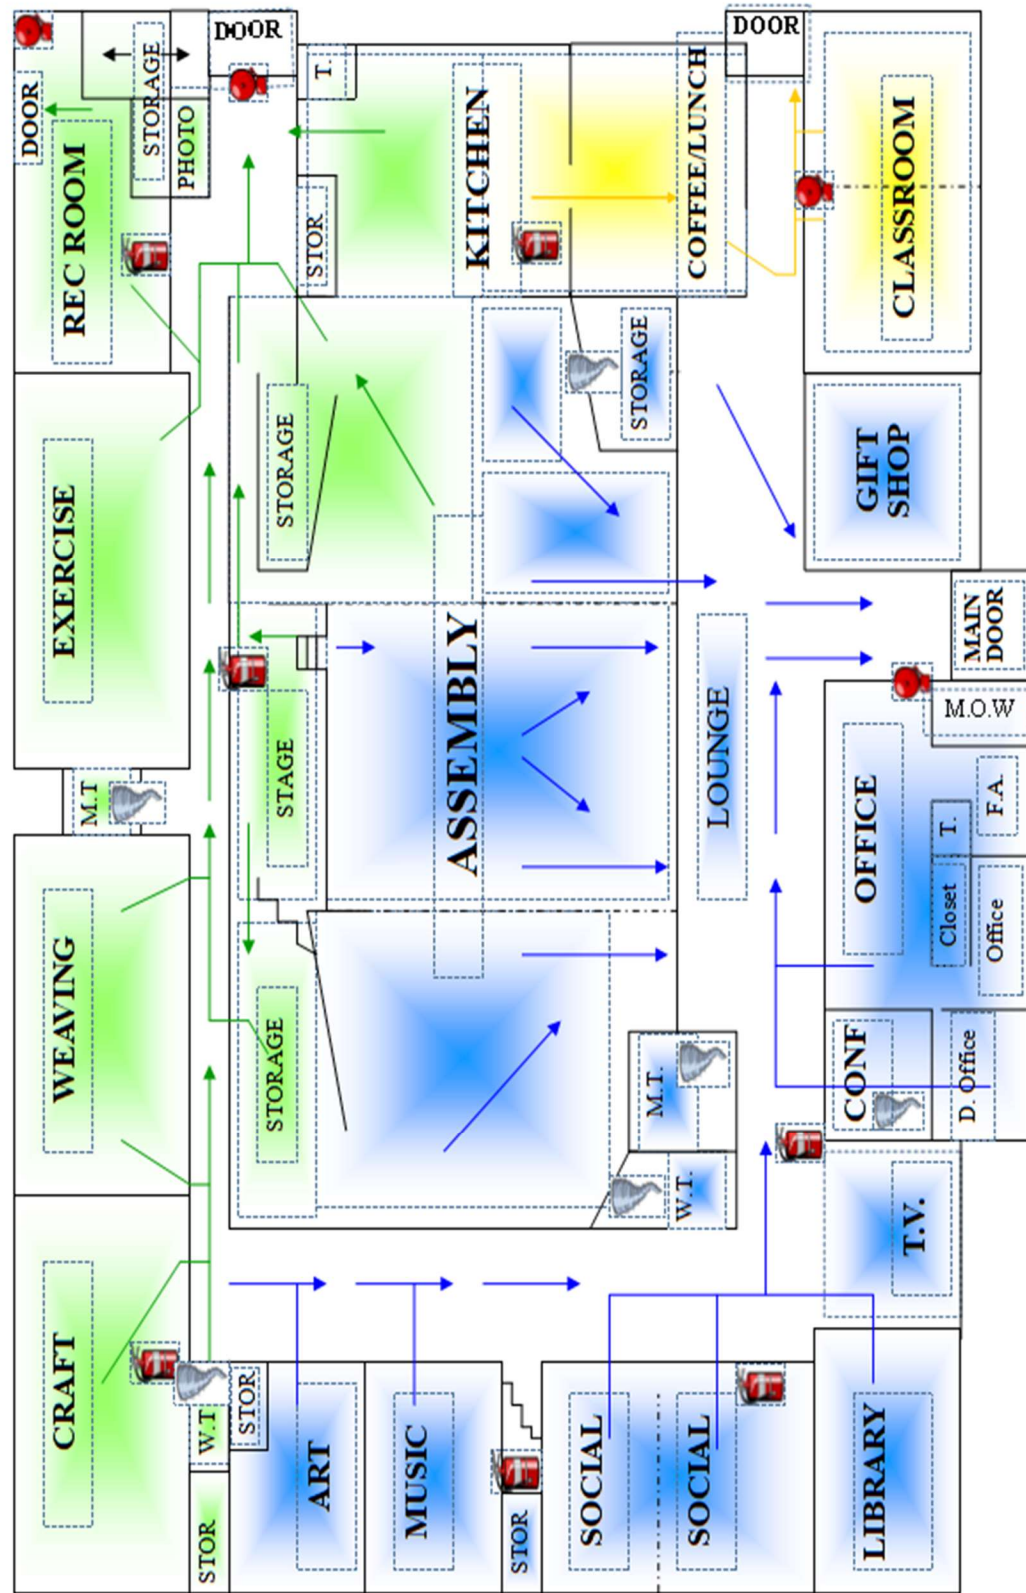 DOOR
DOOR
DOOR
STORAGE
PHOTO
T.
REC ROOM
STOR
KITCHEN
COFFEE/LUNCH
CLASSROOM
STORAGE
STORAGE
GIFT
SHOP
EXERCISE
MAIN
DOOR
M.O.W
STAGE
ASSEMBLY
LOUNGE
M.T
OFFICE
T.
F.A.
Closet
Office
WEAVING
STORAGE
M.T.
CONF
D. Office
W.T.
T.V.
CRAFT
W.T
STOR
STOR
ART
MUSIC
STOR
SOCIAL
SOCIAL
LIBRARY